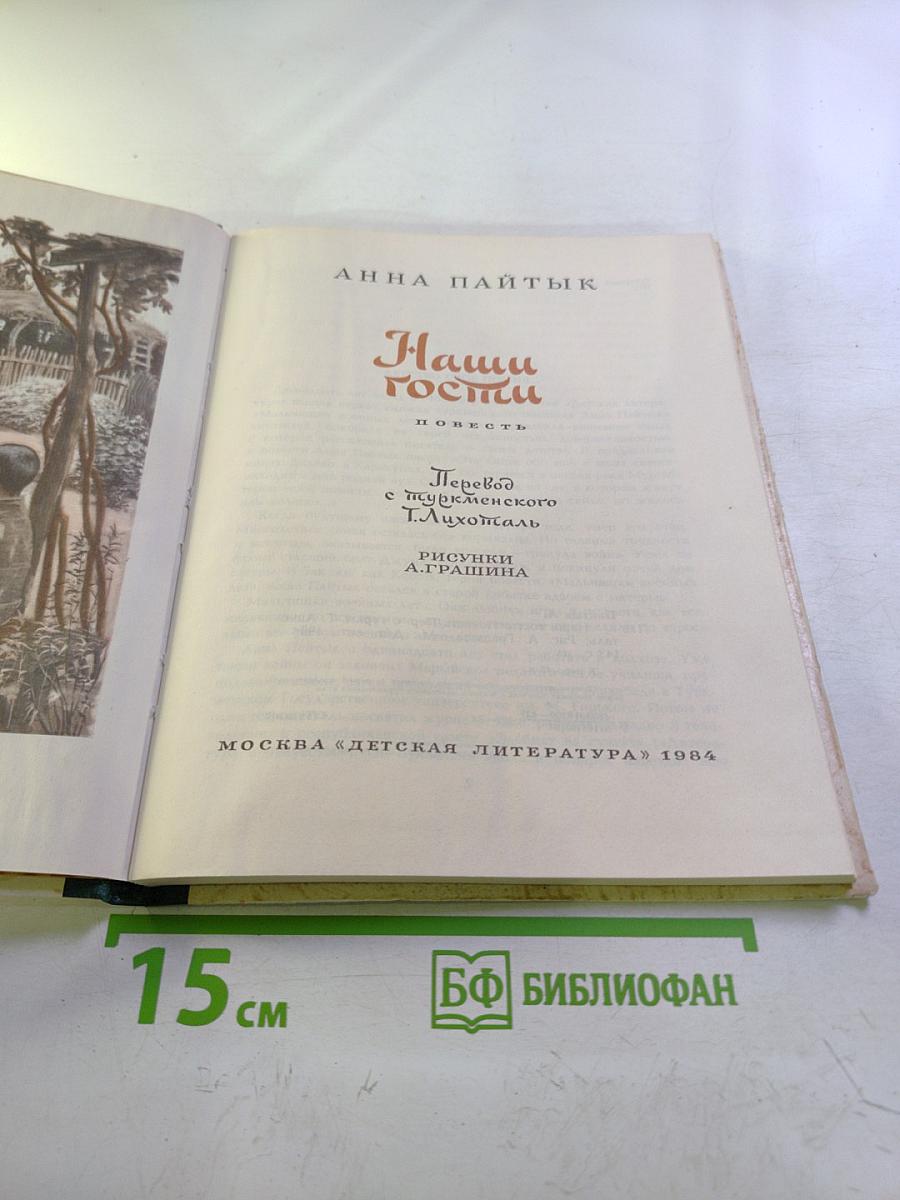 АННА ПАЙТЫК
Наши
гости
ПОВЕСТЬ
Перевод
с туркменского
Т.Лихоталь
РИСУНКИ
А.ГРАШИНА
МОСКВА «ДЕТСКАЯ ЛИТЕРАТУРА» 1984
15 см
БФ БИБЛИОФАН